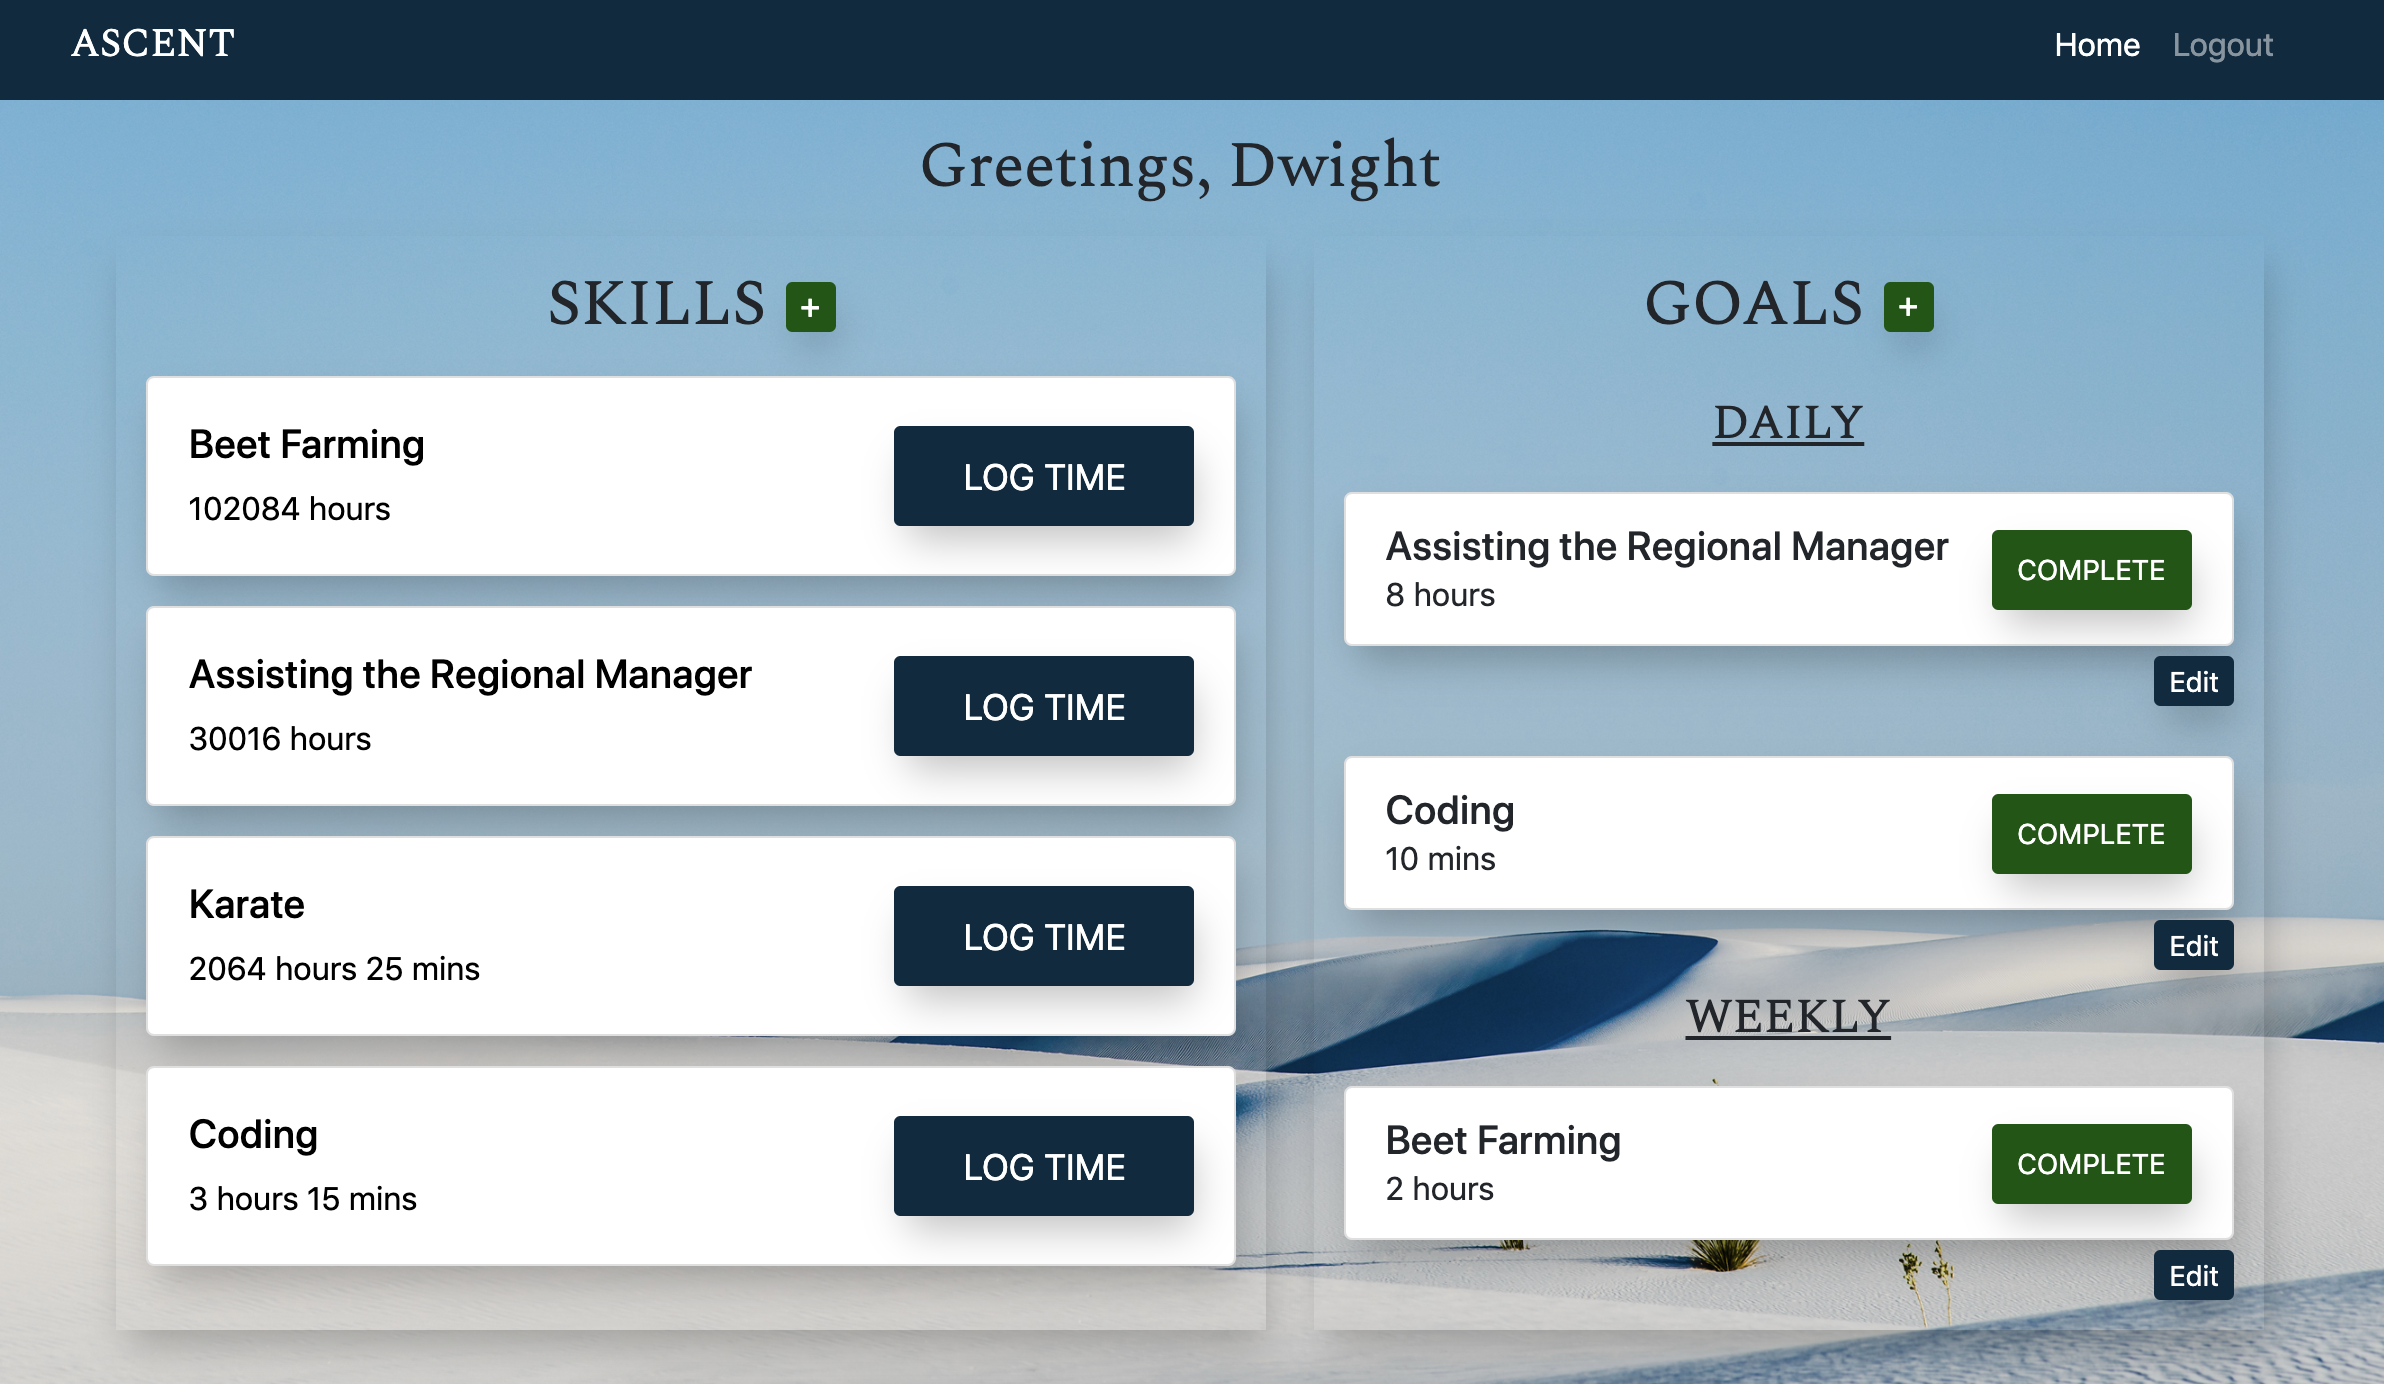 ASCENT
Home Logout
Greetings, Dwight
SKILLS +
Beet Farming
102084 hours
LOG TIME
Assisting the Regional Manager
30016 hours
LOG TIME
Karate
2064 hours 25 mins
LOG TIME
Coding
3 hours 15 mins
LOG TIME
GOALS +
DAILY
Assisting the Regional Manager
8 hours
COMPLETE
Edit
Coding
10 mins
COMPLETE
Edit
WEEKLY
Beet Farming
2 hours
COMPLETE
Edit